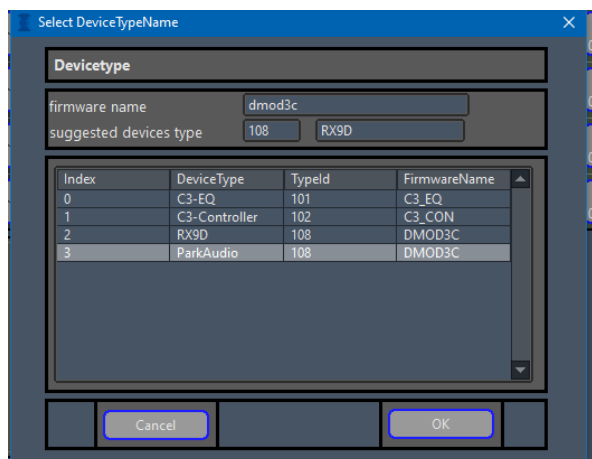 Select DeviceTypeName
Devicetype
firmware name dmod3c
suggested devices type 108 RX9D
Index DeviceType TypeId FirmwareName
0 C3-EQ 101 C3_EQ
1 C3-Controller 102 C3_CON
2 RX9D 108 DMOD3C
3 ParkAudio 108 DMOD3C
Cancel OK